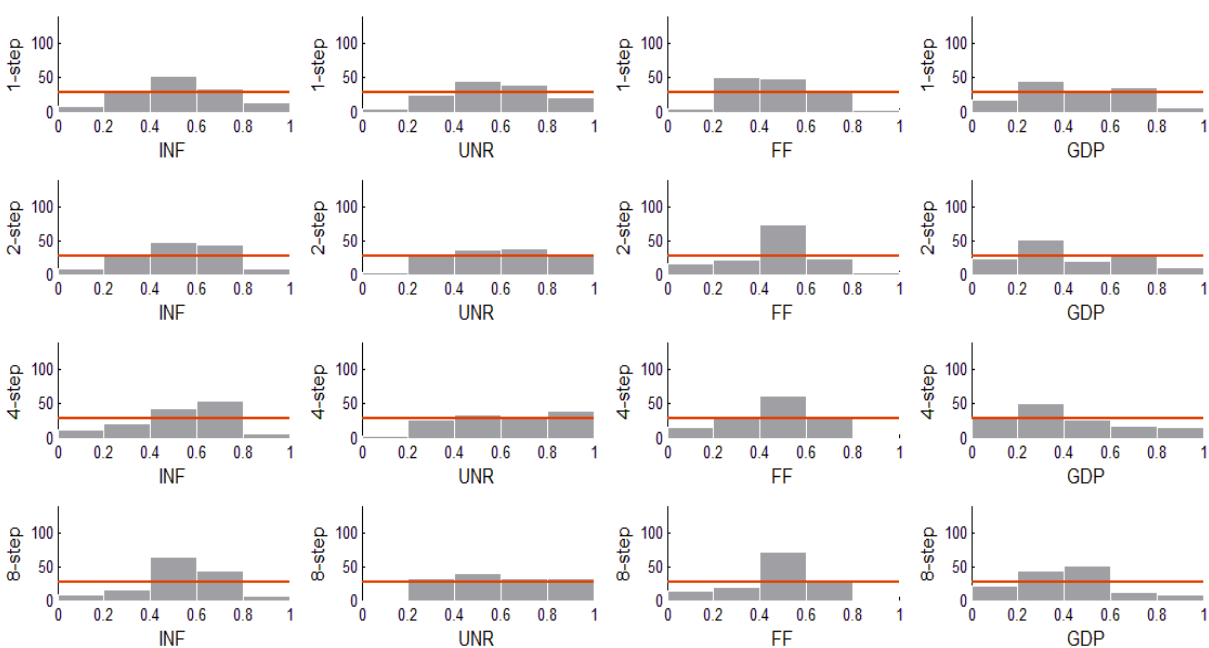 1-step 100 50 0 0 0.2 0.4 0.6 0.8 1 INF
1-step 100 50 0 0 0.2 0.4 0.6 0.8 1 UNR
1-step 100 50 0 0 0.2 0.4 0.6 0.8 1 FF
1-step 100 50 0 0 0.2 0.4 0.6 0.8 1 GDP
2-step 100 50 0 0 0.2 0.4 0.6 0.8 1 INF
2-step 100 50 0 0 0.2 0.4 0.6 0.8 1 UNR
2-step 100 50 0 0 0.2 0.4 0.6 0.8 1 FF
2-step 100 50 0 0 0.2 0.4 0.6 0.8 1 GDP
4-step 100 50 0 0 0.2 0.4 0.6 0.8 1 INF
4-step 100 50 0 0 0.2 0.4 0.6 0.8 1 UNR
4-step 100 50 0 0 0.2 0.4 0.6 0.8 1 FF
4-step 100 50 0 0 0.2 0.4 0.6 0.8 1 GDP
8-step 100 50 0 0 0.2 0.4 0.6 0.8 1 INF
8-step 100 50 0 0 0.2 0.4 0.6 0.8 1 UNR
8-step 100 50 0 0 0.2 0.4 0.6 0.8 1 FF
8-step 100 50 0 0 0.2 0.4 0.6 0.8 1 GDP